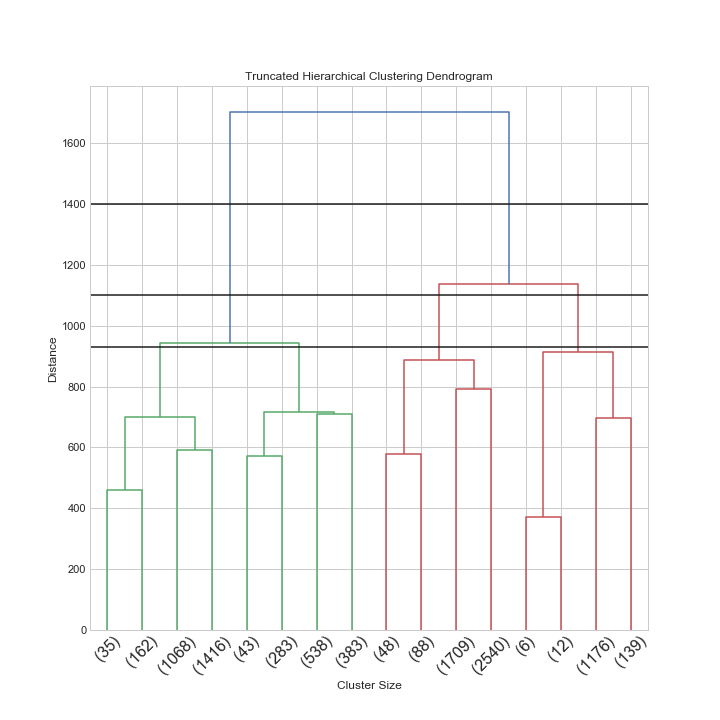 Truncated Hierarchical Clustering Dendrogram
1600
1400
1200
1000
800
600
400
200
0
Distance
(35) (162) (1068) (1416) (43) (283) (538) (383) (48) (88) (1709) (2540) (6) (12) (1176) (139)
Cluster Size